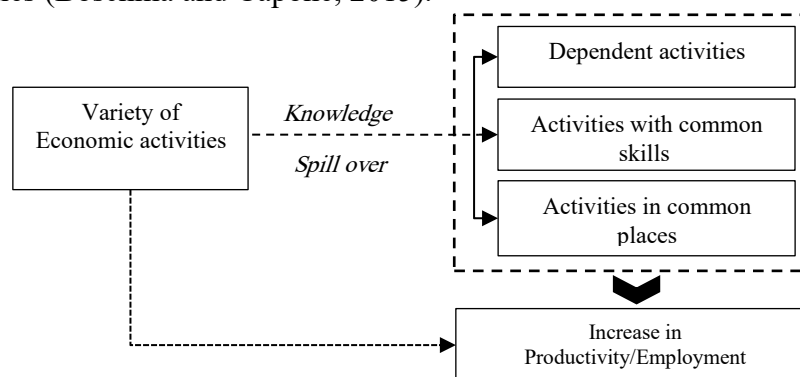 2015).
Dependent activities
Variety of
Economic activities
Knowledge
Spill over
Activities with common
skills
Activities in common
places
Increase in
Productivity/Employment